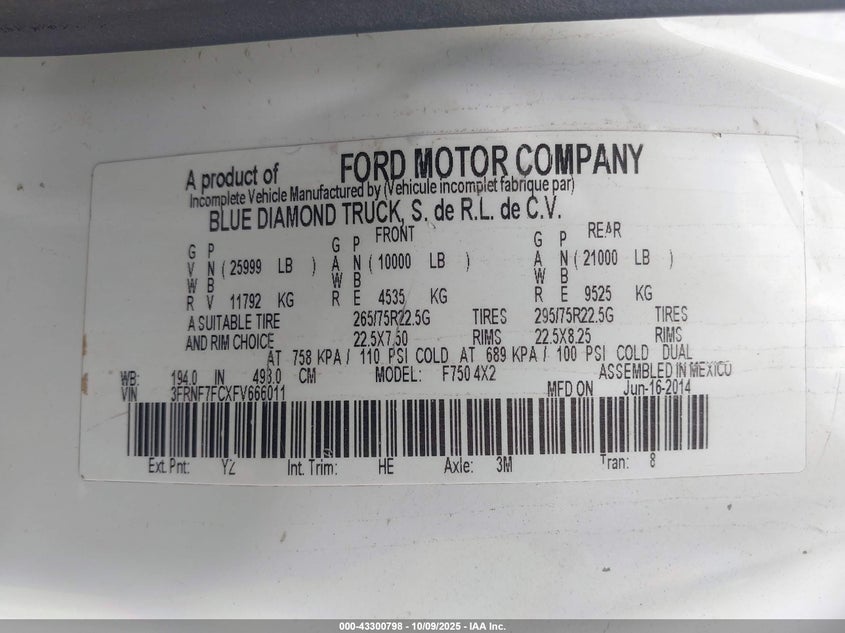 A product of FORD MOTOR COMPANY
Incomplete Vehicle Manufactured by (Vehicule incomplet fabrique par)
BLUE DIAMOND TRUCK, S. de R.L. de C.V.
FRONT REAR
G P G P G P
V N ( 25999 LB ) A N ( 10000 LB ) A N ( 21000 LB )
W B W B W B
R V 11792 KG R E 4535 KG R E 9525 KG
A SUITABLE TIRE 265/75R22.5G TIRES 295/75R22.5G TIRES
AND RIM CHOICE 22.5X7.50 RIMS 22.5X8.25 RIMS
AT 758 KPA / 110 PSI COLD AT 689 KPA / 100 PSI COLD DUAL
WB: 194.0 IN 493.0 CM MODEL: F750 4X2 ASSEMBLED IN MEXICO
VIN 3FRNF7FCXFV666011 MFD ON Jun-16-2014
Ext. Pnt: YZ Int. Trim: HE Axle: 3M Tran: 8
000-43300798 - 10/09/2025 - IAA Inc.